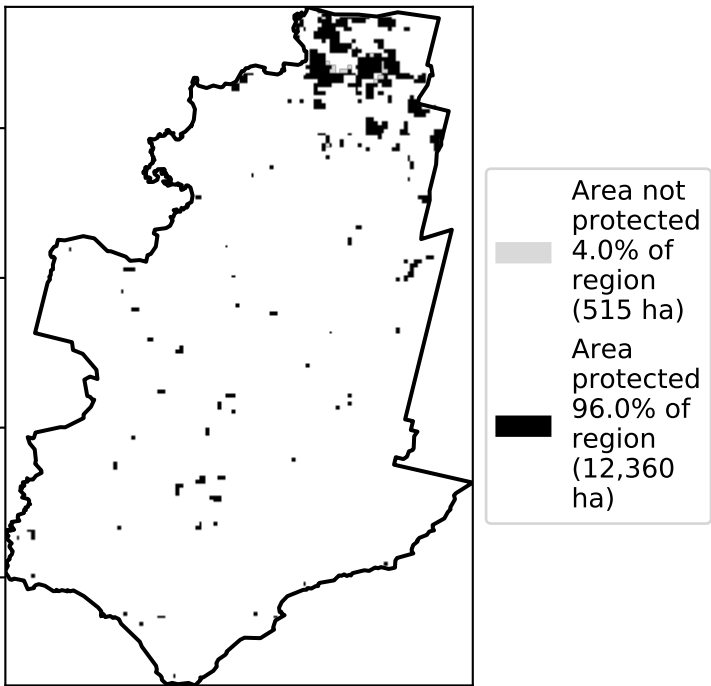 Area not
protected
4.0% of
region
(515 ha)
Area
protected
96.0% of
region
(12,360
ha)